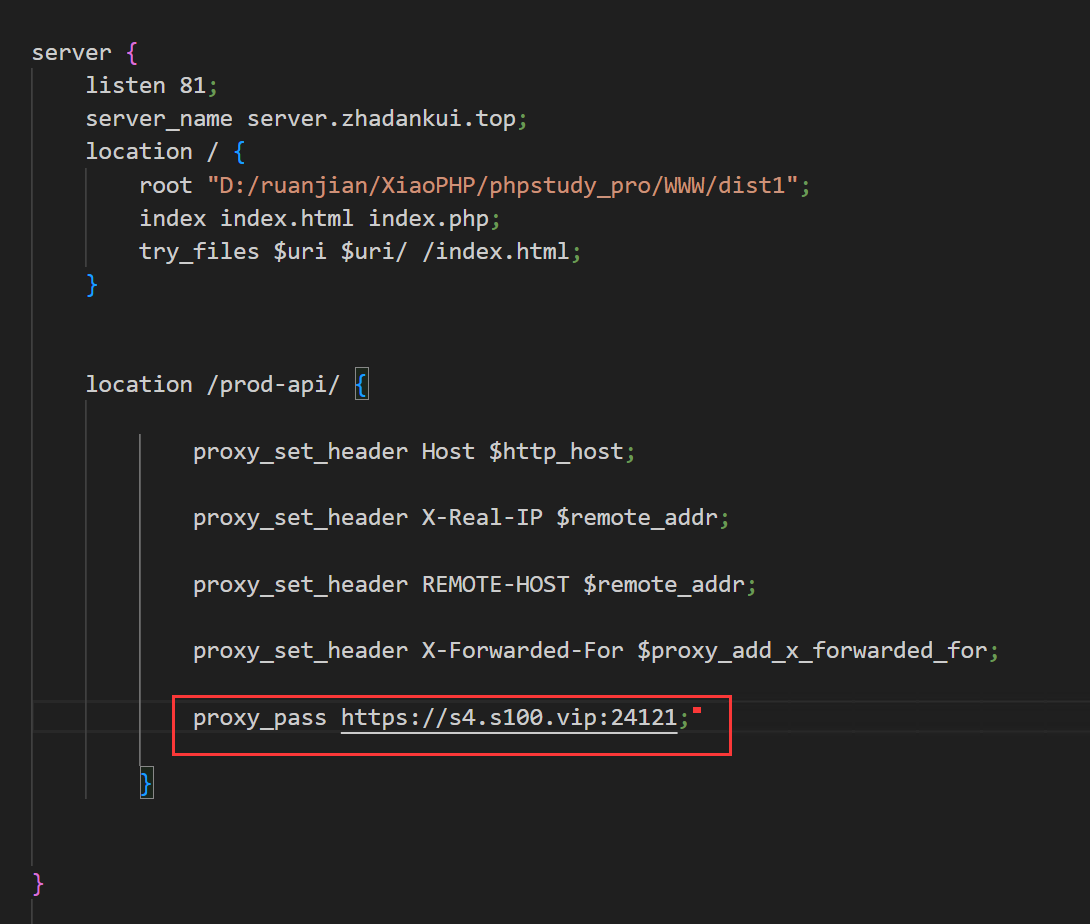 server {
listen 81;
server_name server.zhadankui.top;
location / {
root "D:/ruanjian/XiaoPHP/phpstudy_pro/WWW/dist1";
index index.html index.php;
try_files $uri $uri/ /index.html;
}
location /prod-api/ {
proxy_set_header Host $http_host;
proxy_set_header X-Real-IP $remote_addr;
proxy_set_header REMOTE-HOST $remote_addr;
proxy_set_header X-Forwarded-For $proxy_add_x_forwarded_for;
proxy_pass https://s4.s100.vip:24121;
}
}